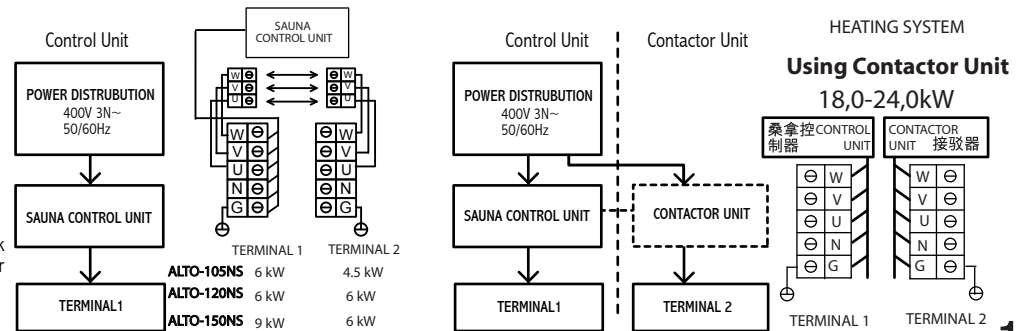 Control Unit
POWER DISTRUBUTION
400V 3N~
50/60Hz
SAUNA CONTROL UNIT
TERMINAL1
k
r
SAUNA
CONTROL UNIT
W
V
U
W
V
U
W
V
U
N
G
W
V
U
N
G
TERMINAL 1 TERMINAL 2
ALTO-105NS 6 kW 4.5 kW
ALTO-120NS 6 kW 6 kW
ALTO-150NS 9 kW 6 kW
Control Unit
Contactor Unit
POWER DISTRUBUTION
400V 3N~
50/60Hz
SAUNA CONTROL UNIT
CONTACTOR UNIT
TERMINAL1
TERMINAL 2
HEATING SYSTEM
Using Contactor Unit
18,0-24,0kW
桑拿控CONTROL
制器 UNIT
CONTACTOR
UNIT 接驳器
W
V
U
N
G
W
V
U
N
G
TERMINAL 1 TERMINAL 2